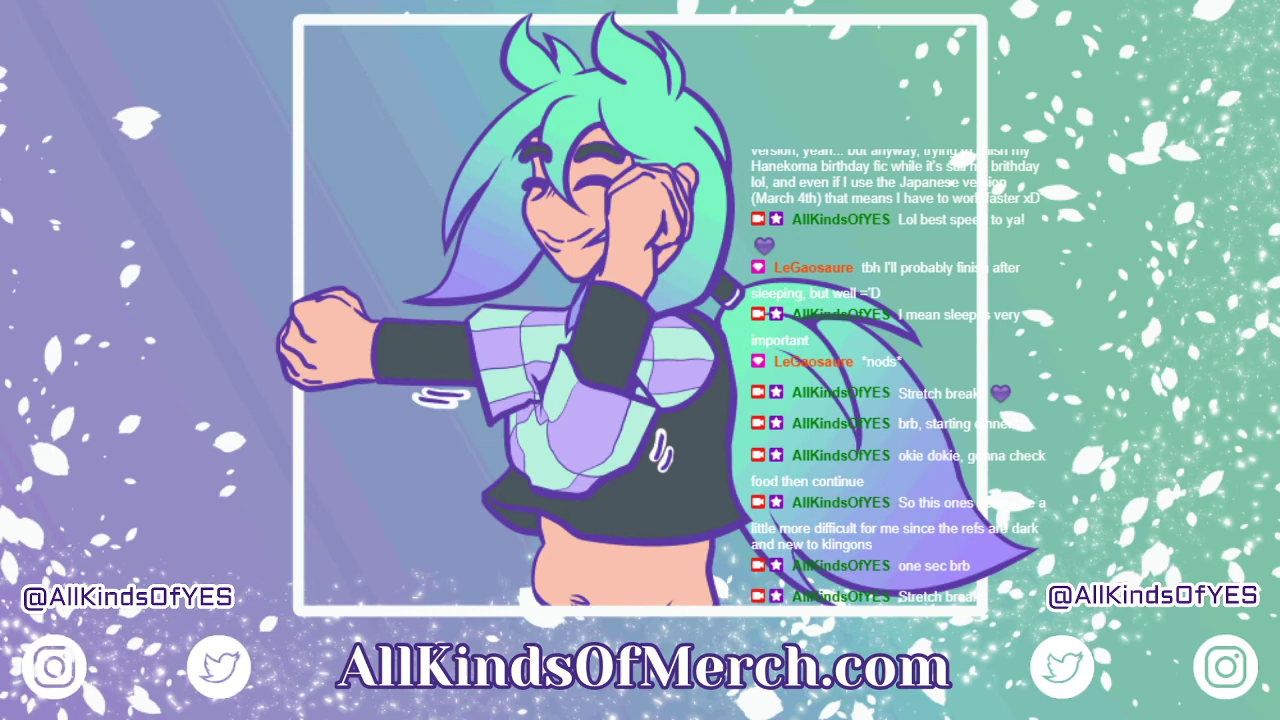 version, yeah... but anyway, trying to finish my
Hanekoma birthday fic while it's still his brithday
lol, and even if I use the Japanese version
(March 4th) that means I have to work faster xD
AllKindsOfYES Lol best speed to ya!
LeGaosaure tbh I'll probably finish after
sleeping, but well ='D
AllKindsOfYES I mean sleep is very
important
LeGaosaure *nods*
AllKindsOfYES Stretch break
AllKindsOfYES brb, starting dinner
AllKindsOfYES okie dokie, gonna check
food then continue
AllKindsOfYES So this ones a
little more difficult for me since the refs are dark
and new to klingons
AllKindsOfYES one sec brb
AllKindsOfYES Stretch break
@AllKindsOfYES
@AllKindsOfYES
AllKindsOfMerch.com